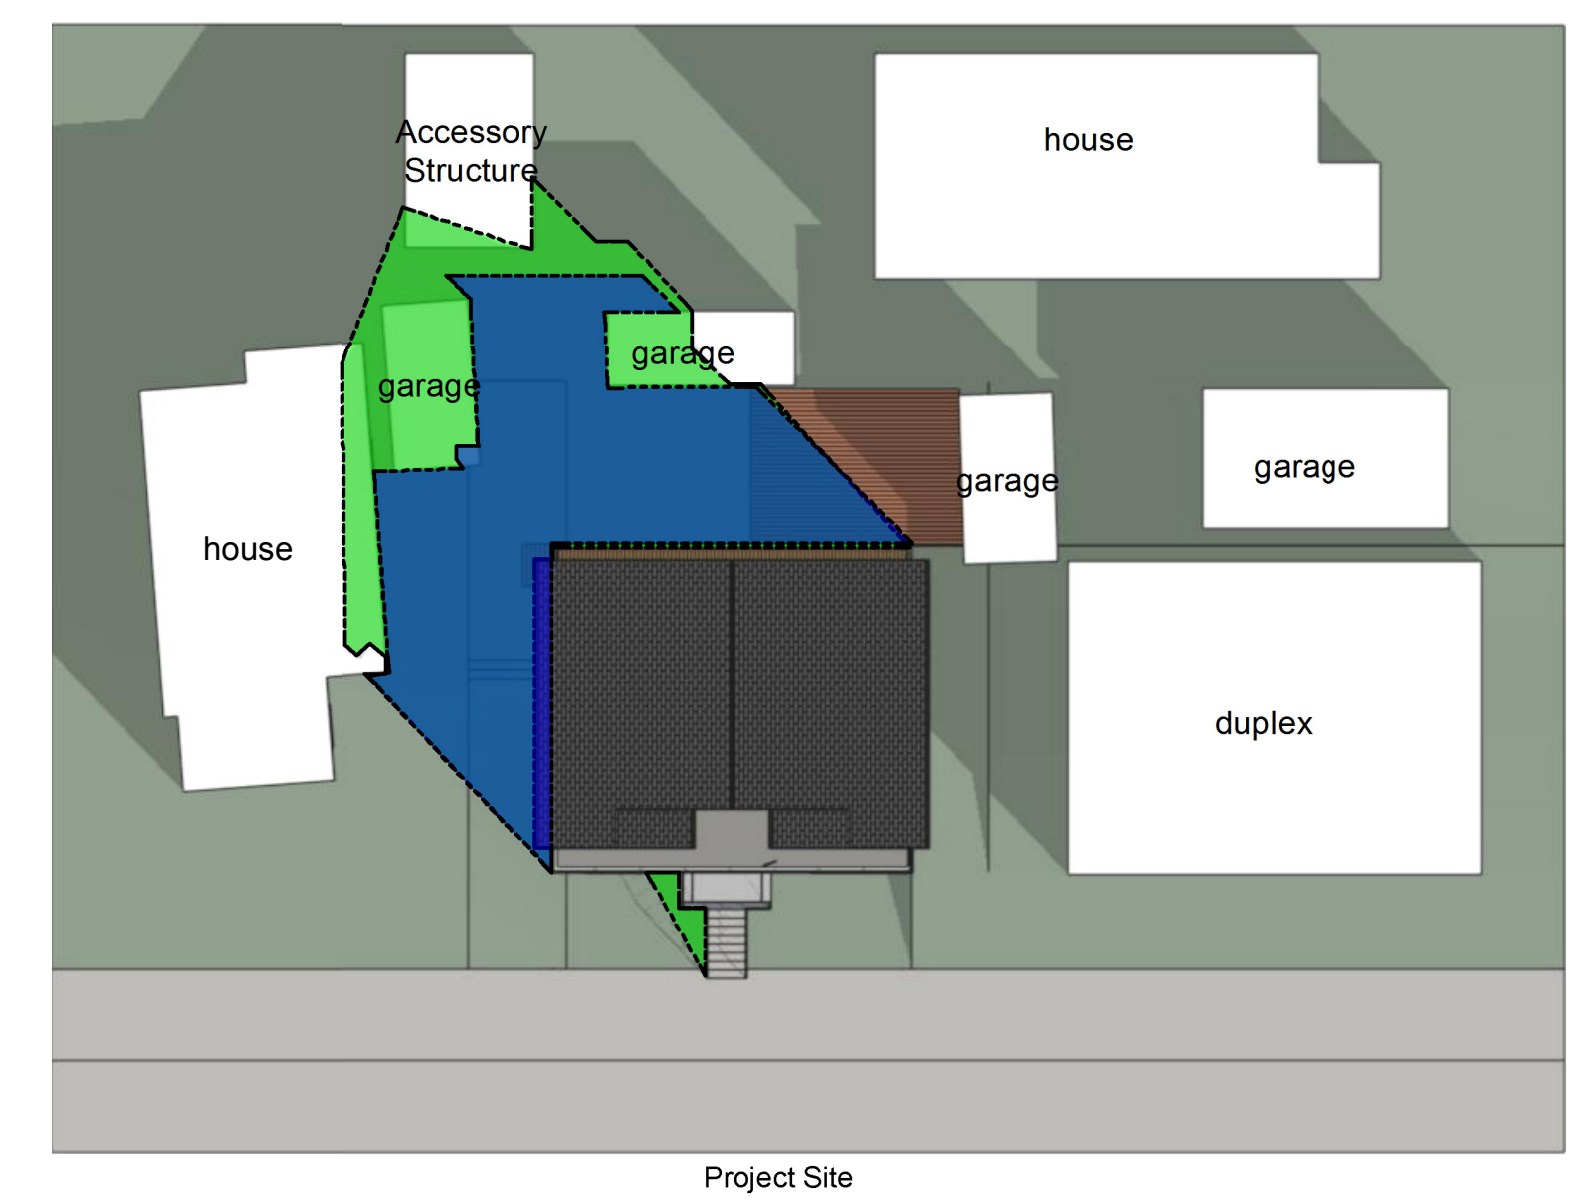 Accessory
Structure
house
garage
garage
garage
garage
house
duplex
Project Site